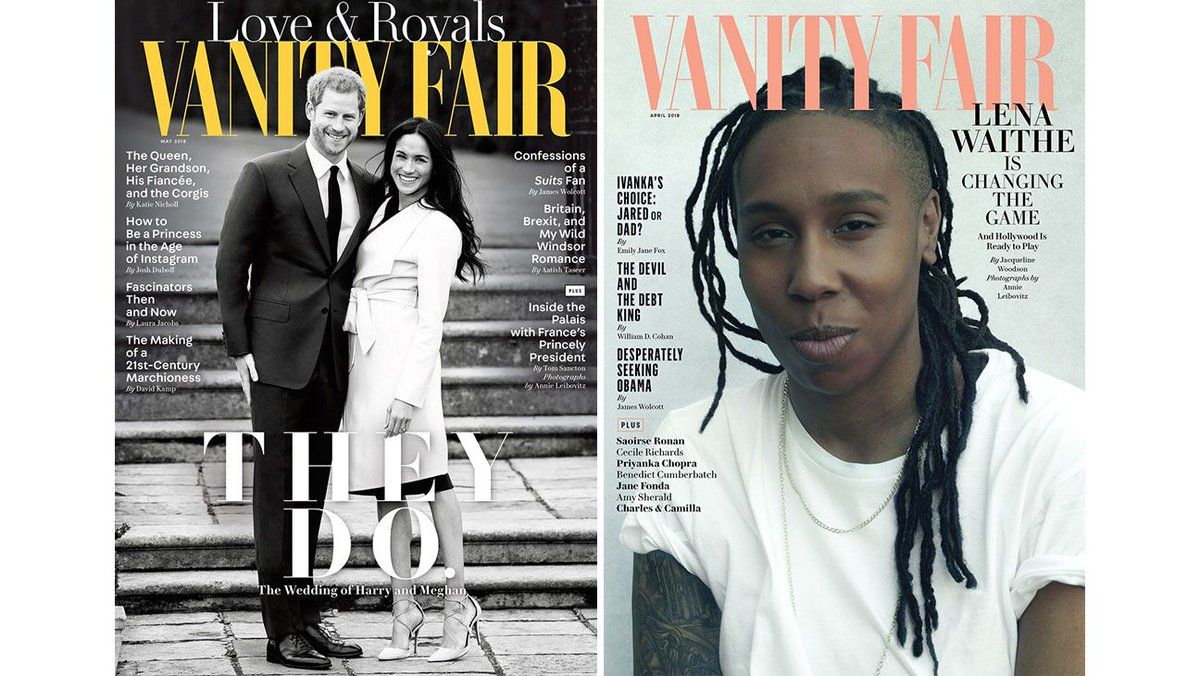 Love & Royals
VANITY FAIR
MAY 2018
The Queen,
Her Grandson,
His Fiancée,
and the Corgis
By Katie Nicholl
How to
Be a Princess
in the Age
of Instagram
By Josh Duboff
Fascinators
Then
and Now
By Laura Jacobs
The Making
of a
21st-Century
Marchioness
By David Kamp
Confessions
of a
Suits Fan
By James Wolcott
Britain,
Brexit, and
My Wild
Windsor
Romance
By Aatish Taseer
PLUS
Inside the
Palais
with France's
Princely
President
By Tom Sancton
Photographs
by
Annie Leibovitz
THEY
DO.
The Wedding of Harry and Meghan
VANITY FAIR
APRIL 2018
IVANKA'S
CHOICE:
JARED OR
DAD?
By
Emily Jane Fox
THE DEVIL
AND
THE DEBT
KING
By
William D. Cohan
DESPERATELY
SEEKING
OBAMA
By
James Wolcott
PLUS
Saoirse Ronan
Cecile Richards
Priyanka Chopra
Benedict Cumberbatch
Jane Fonda
Amy Sherald
Charles & Camilla
LENA
WAITHE
IS
CHANGING
THE
GAME
And Hollywood Is
Ready to Play
By Jacqueline
Woodson
Photographs by
Annie
Leibovitz